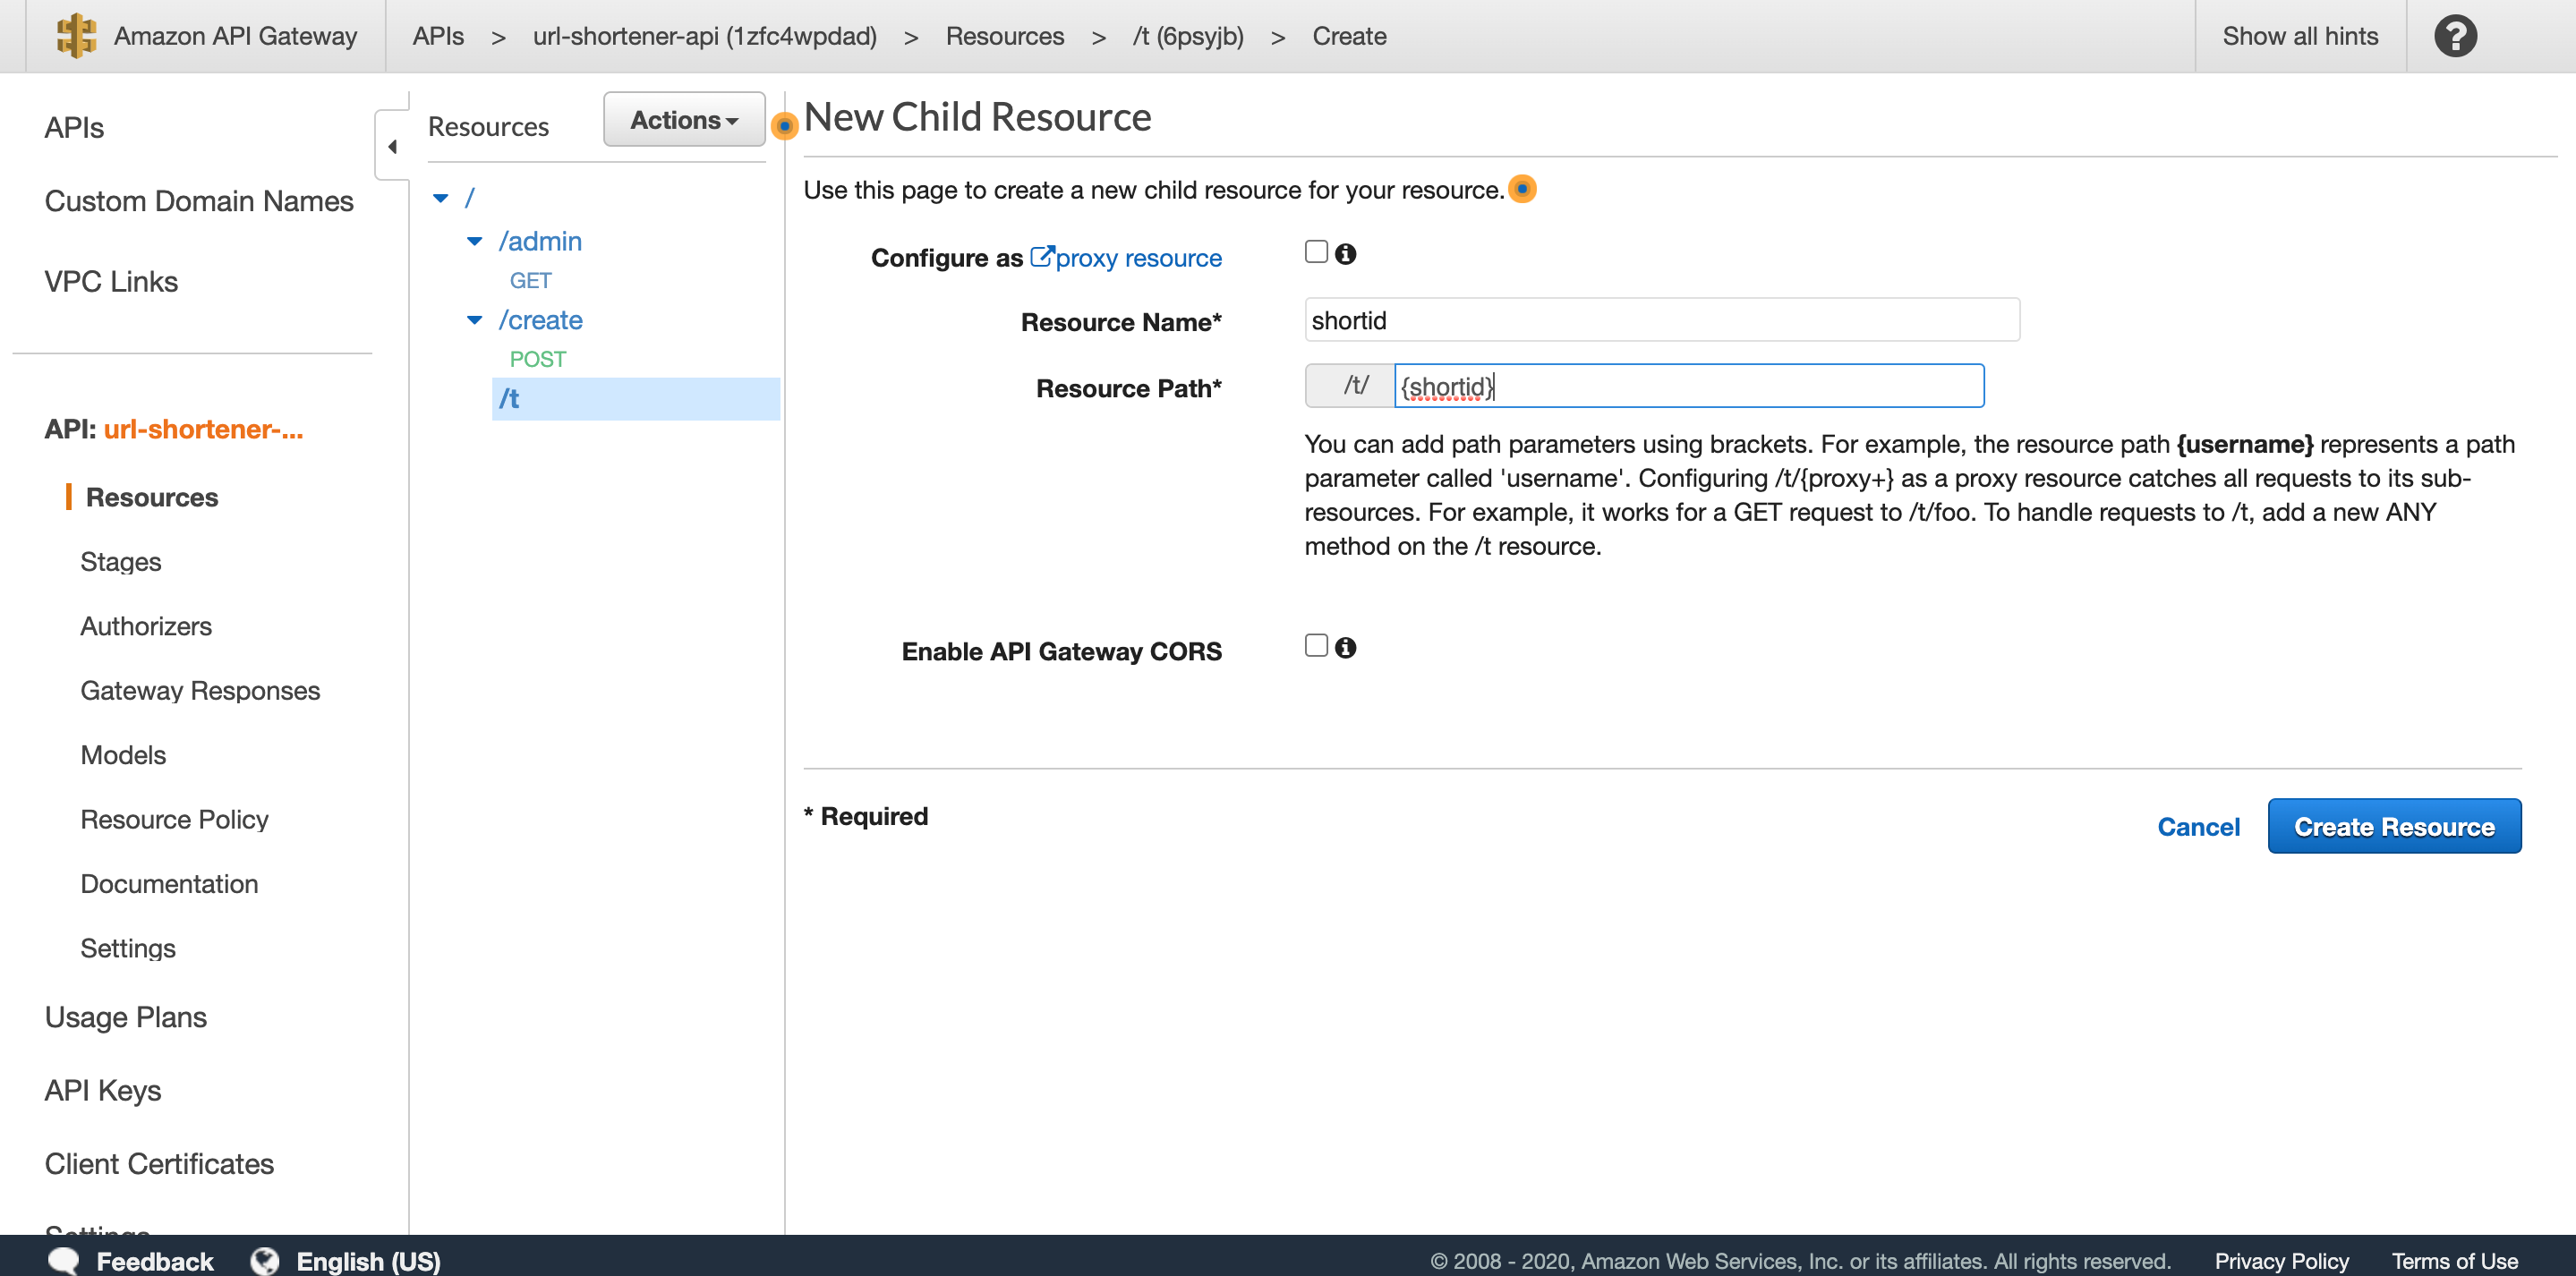 Amazon API Gateway
APIs > url-shortener-api (1zfc4wpdad) > Resources > /t (6psyjb) > Create
Show all hints
?
APIs
Custom Domain Names
VPC Links
API: url-shortener-...
Resources
Stages
Authorizers
Gateway Responses
Models
Resource Policy
Documentation
Settings
Usage Plans
API Keys
Client Certificates
Settings
Resources
Actions
/
/admin
GET
/create
POST
/t
New Child Resource
Use this page to create a new child resource for your resource.
Configure as proxy resource
Resource Name* shortid
Resource Path* /t/ {shortid}
You can add path parameters using brackets. For example, the resource path {username} represents a path
parameter called 'username'. Configuring /t/{proxy+} as a proxy resource catches all requests to its sub-
resources. For example, it works for a GET request to /t/foo. To handle requests to /t, add a new ANY
method on the /t resource.
Enable API Gateway CORS
* Required
Cancel
Create Resource
Feedback
English (US)
© 2008 - 2020, Amazon Web Services, Inc. or its affiliates. All rights reserved.
Privacy Policy
Terms of Use